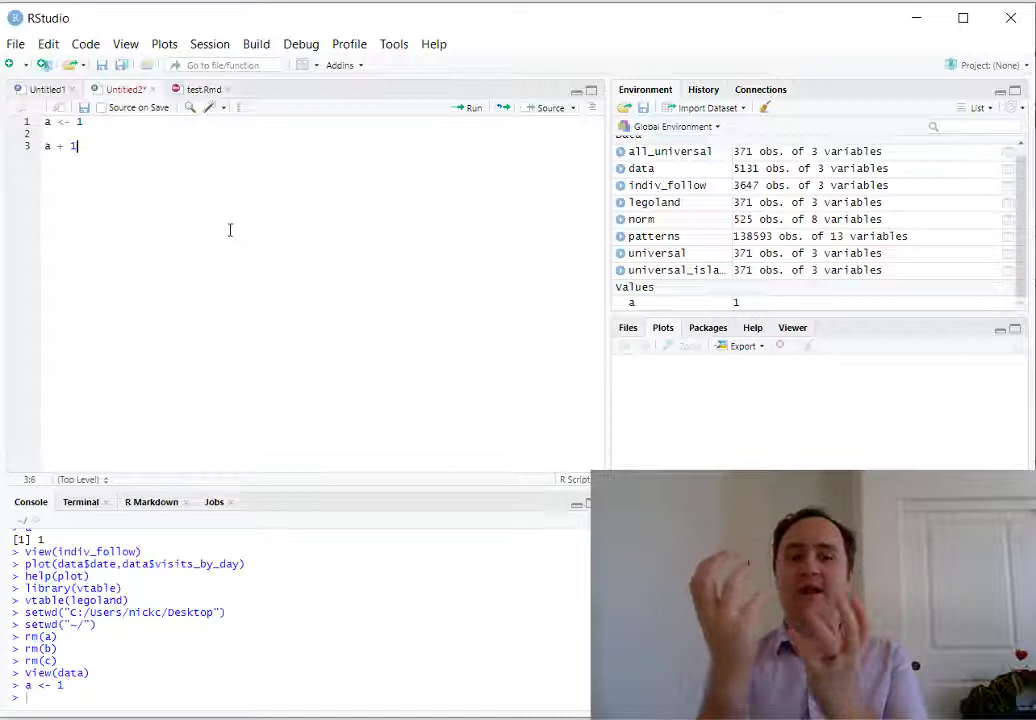 RStudio
File Edit Code View Plots Session Build Debug Profile Tools Help
Go to file/function Addins Project: (None)
Untitled1 Untitled2* test.Rmd
Source on Save Run Source
1 a <- 1
2
3 a + 1
3:6 (Top Level) R Script
Console Terminal R Markdown Jobs
~/
[1] 1
> view(indiv_follow)
> plot(data$date,data$visits_by_day)
> help(plot)
> library(vtable)
> vtable(legoland)
> setwd("C:/Users/nickc/Desktop")
> setwd("~/")
> rm(a)
> rm(b)
> rm(c)
> View(data)
> a <- 1
>
Environment History Connections
Import Dataset List
Global Environment
Data
all_universal 371 obs. of 3 variables
data 5131 obs. of 3 variables
indiv_follow 3647 obs. of 3 variables
legoland 371 obs. of 3 variables
norm 525 obs. of 8 variables
patterns 138593 obs. of 13 variables
universal 371 obs. of 3 variables
universal_isla… 371 obs. of 3 variables
Values
a 1
Files Plots Packages Help Viewer
Zoom Export